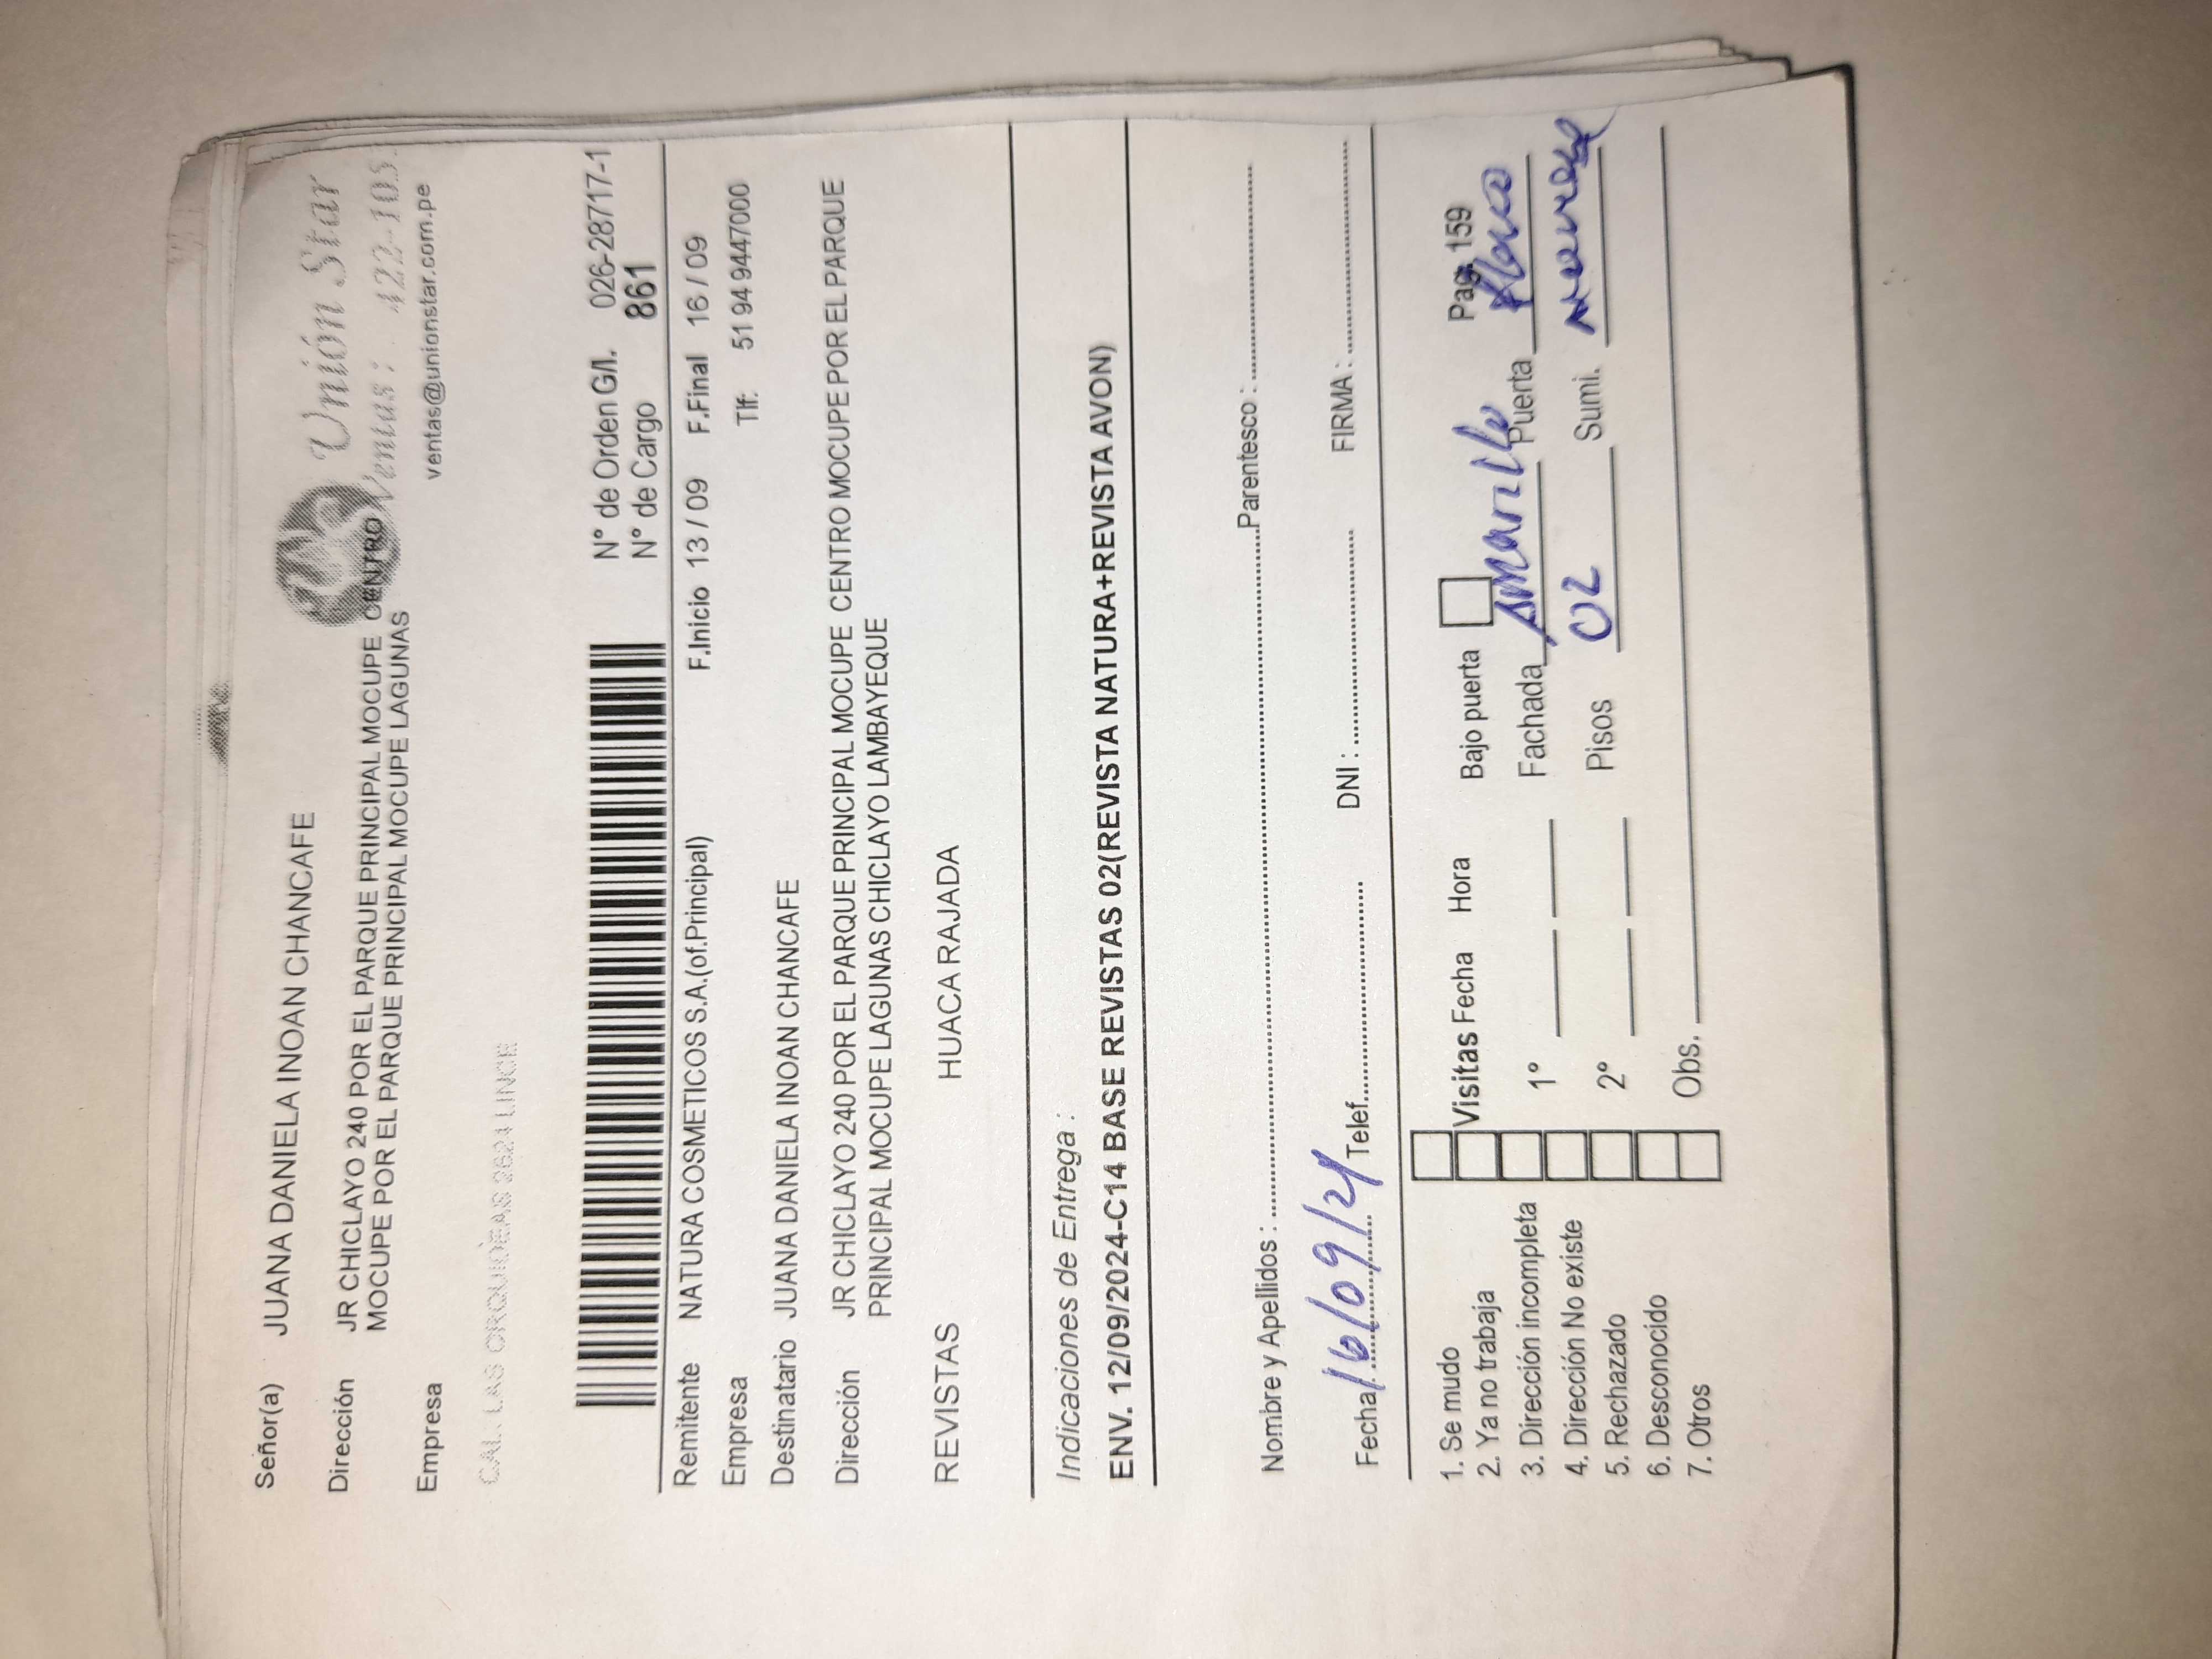 Señor(a) JUANA DANIELA INOAN CHANCAFE
Unión Star
Dirección JR CHICLAYO 240 POR EL PARQUE PRINCIPAL MOCUPE CENTRO
MOCUPE POR EL PARQUE PRINCIPAL MOCUPE LAGUNAS
Ventas: 422-105
Empresa
ventas@unionstar.com.pe
CAL. LAS ORQUIDEAS 2624 LINCE
N° de Orden G/I. 026-28717-1
N° de Cargo 861
Remitente NATURA COSMETICOS S.A.(of.Principal) F.Inicio 13 / 09 F.Final 16 / 09
Empresa Tlf: 51 94 9447000
Destinatario JUANA DANIELA INOAN CHANCAFE
Dirección JR CHICLAYO 240 POR EL PARQUE PRINCIPAL MOCUPE CENTRO MOCUPE POR EL PARQUE
PRINCIPAL MOCUPE LAGUNAS CHICLAYO LAMBAYEQUE
REVISTAS HUACA RAJADA
Indicaciones de Entrega :
ENV. 12/09/2024-C14 BASE REVISTAS 02(REVISTA NATURA+REVISTA AVON)
Nombre y Apellidos : Parentesco :
Fecha: 16/09/24 Telef. DNI : FIRMA :
1. Se mudo
2. Ya no trabaja
3. Dirección incompleta
4. Dirección No existe
5. Rechazado
6. Desconocido
7. Otros
Visitas Fecha Hora Bajo puerta Pag. 159
1° Fachada Amarillo Puerta
2° Pisos 02 Sumi.
Obs.